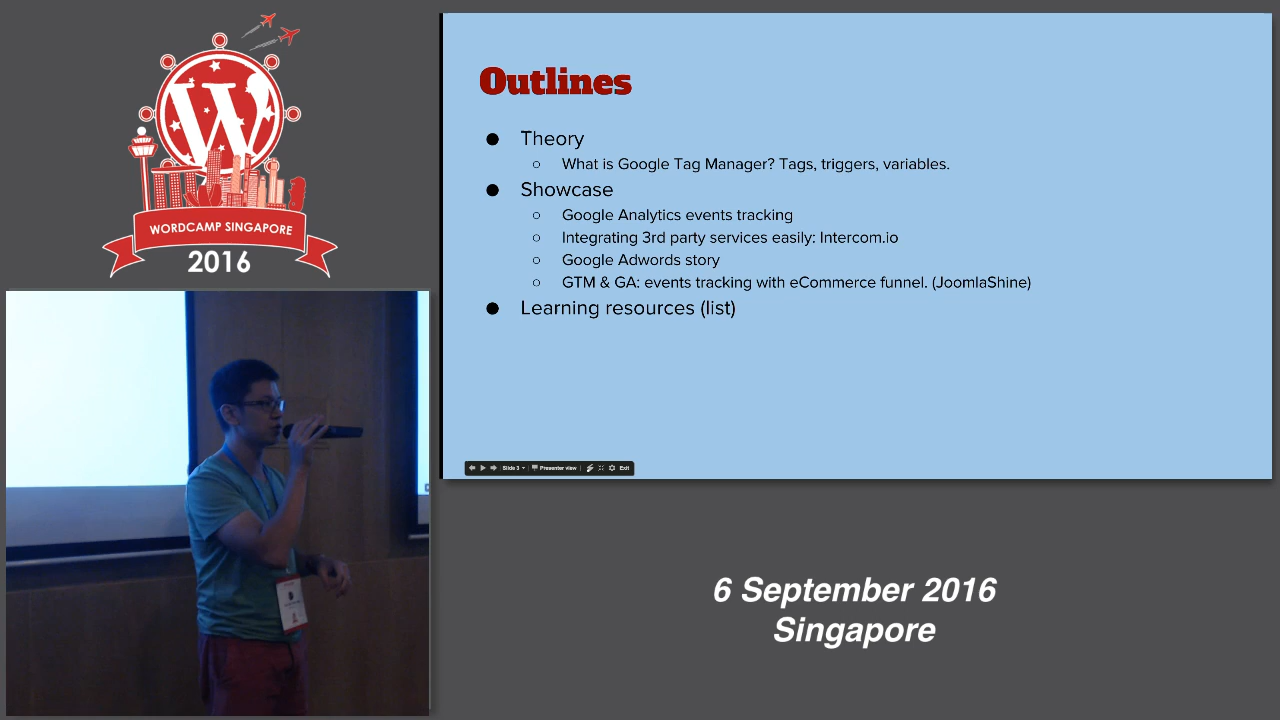 W
WORDCAMP SINGAPORE
2016
Outlines
Theory
What is Google Tag Manager? Tags, triggers, variables.
Showcase
Google Analytics events tracking
Integrating 3rd party services easily: Intercom.io
Google Adwords story
GTM & GA: events tracking with eCommerce funnel. (JoomlaShine)
Learning resources (list)
Slide 3
Presenter view
Exit
6 September 2016
Singapore